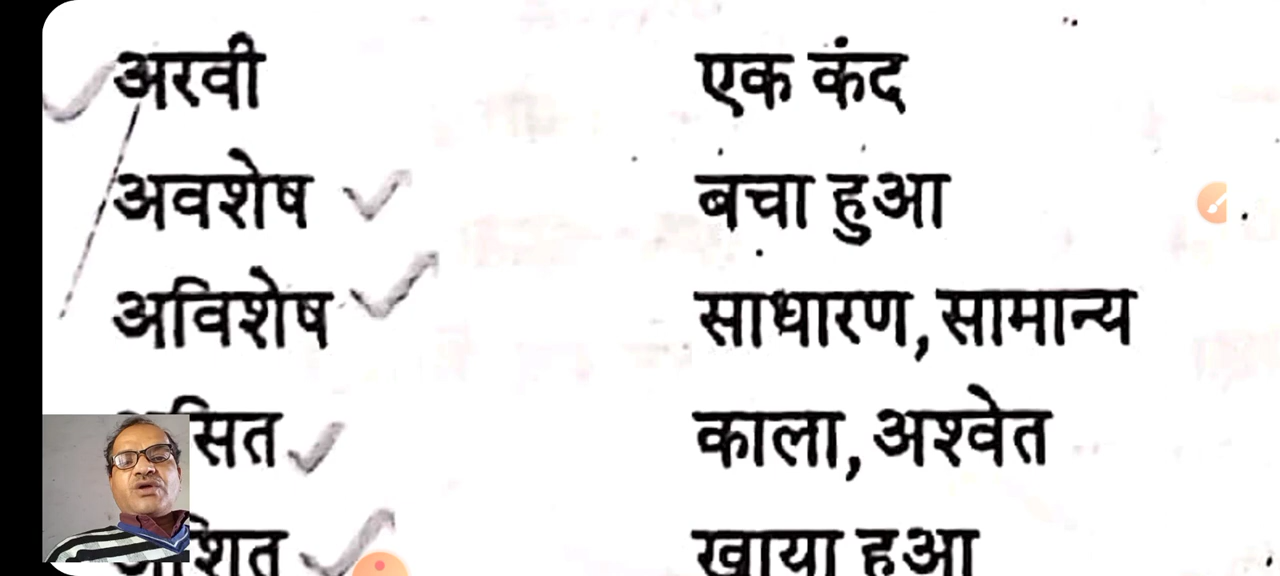 अरवी एक कंद
अवशेष बचा हुआ
अविशेष साधारण, सामान्य
काला, अश्वेत
खाया हुआ